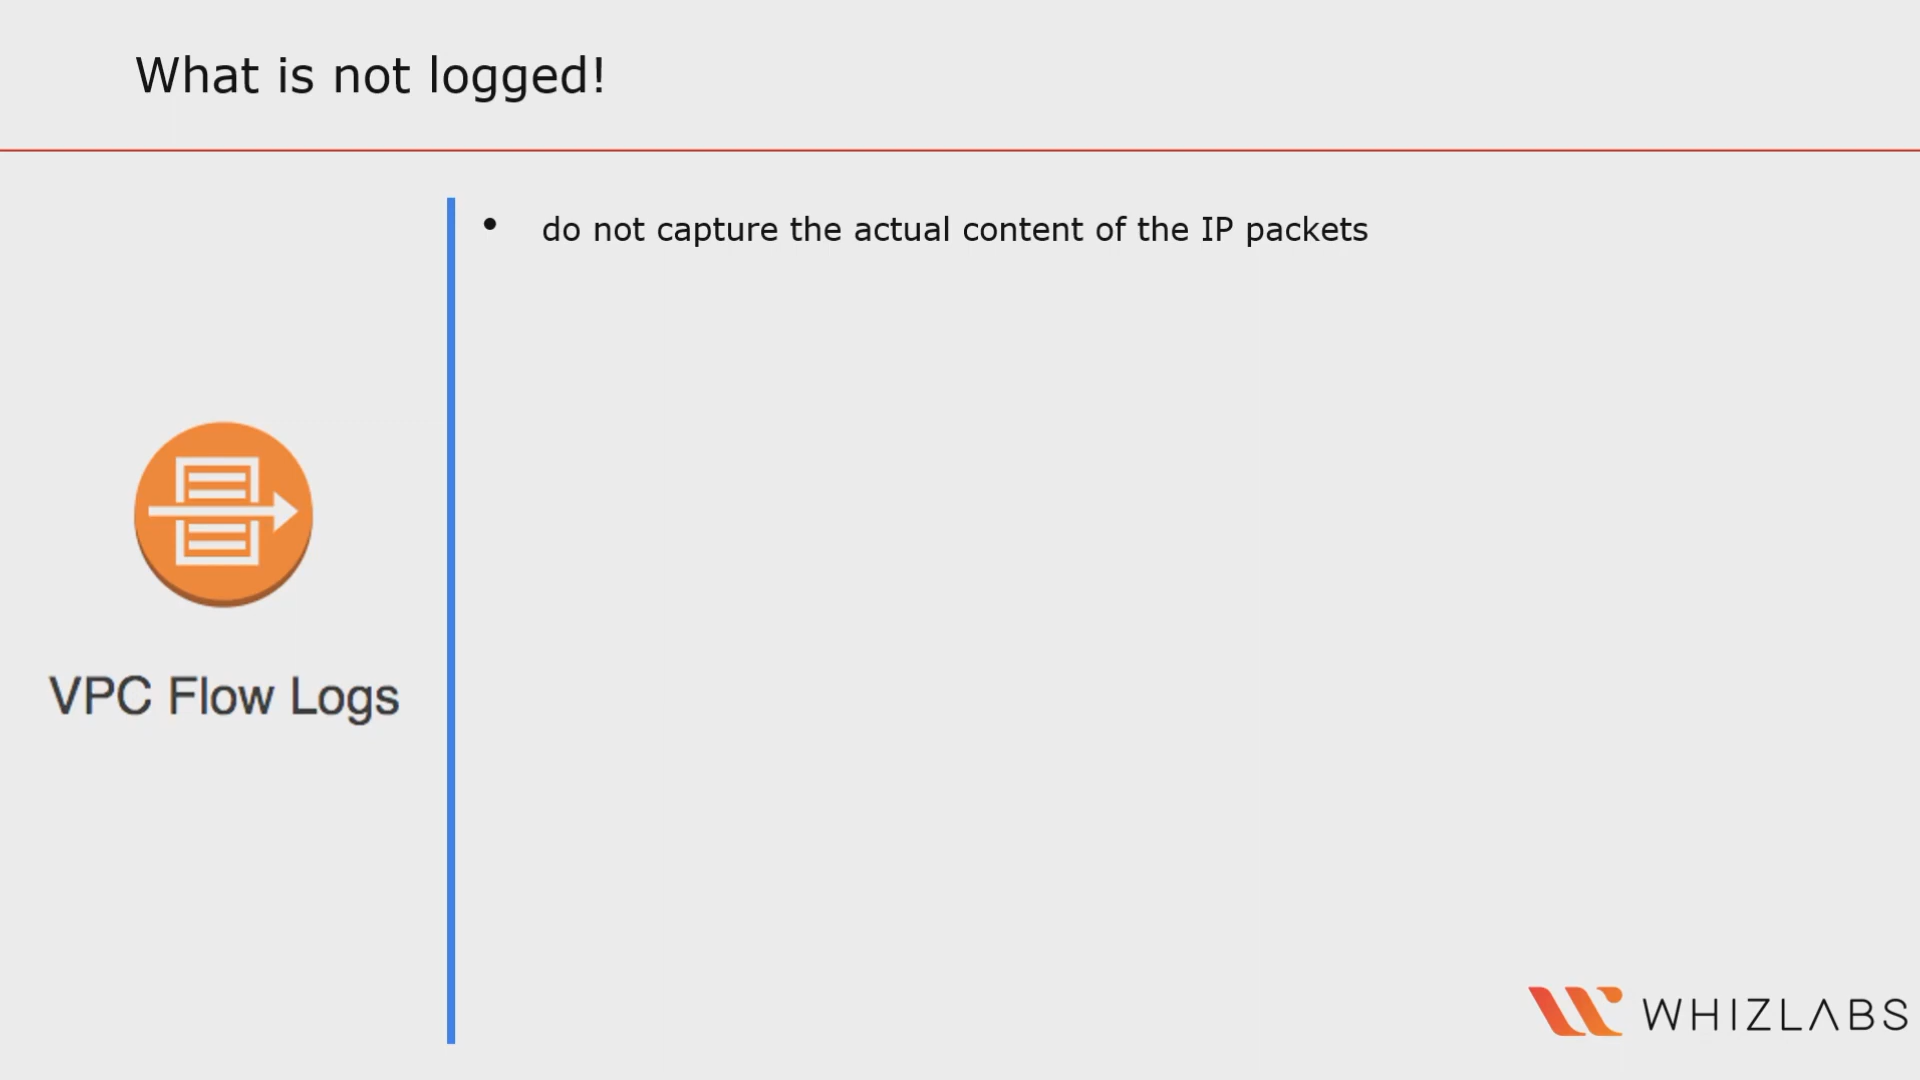 What is not logged!
• do not capture the actual content of the IP packets
VPC Flow Logs
WHIZLABS